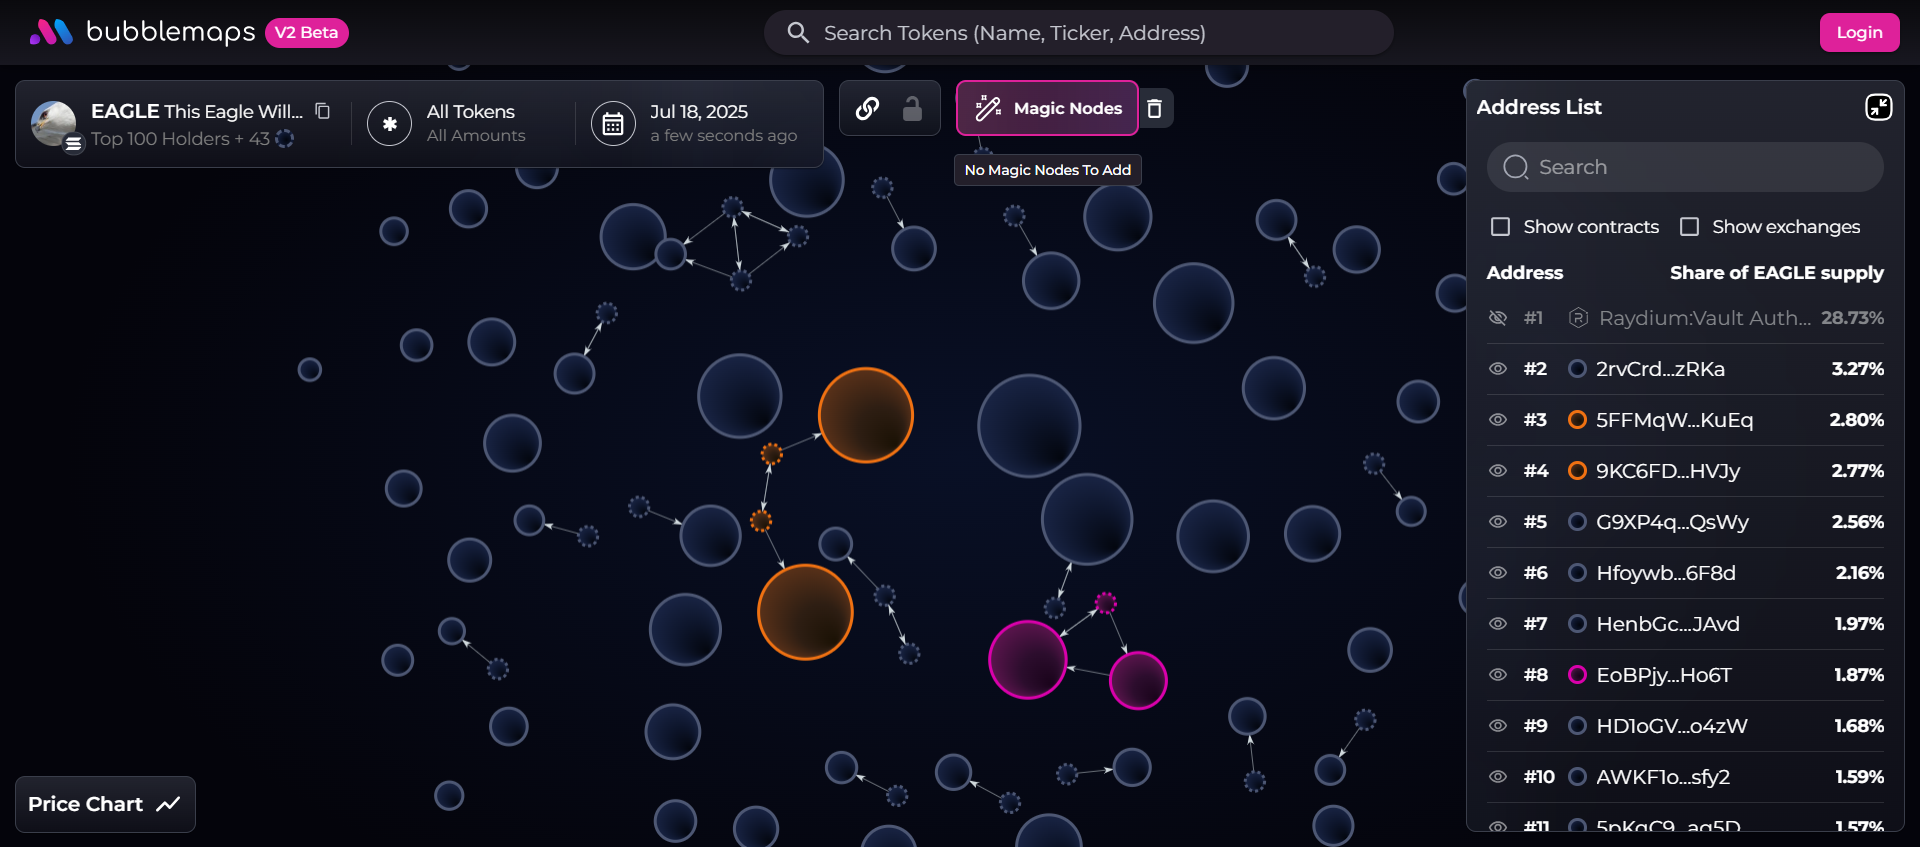 bubblemaps V2 Beta
Search Tokens (Name, Ticker, Address)
Login
EAGLE This Eagle Will...
Top 100 Holders + 43
All Tokens
All Amounts
Jul 18, 2025
a few seconds ago
Magic Nodes
No Magic Nodes To Add
Address List
Search
Show contracts Show exchanges
Address Share of EAGLE supply
#1 Raydium:Vault Auth... 28.73%
#2 2rvCrd...zRKa 3.27%
#3 5FFMqW...KuEq 2.80%
#4 9KC6FD...HVJy 2.77%
#5 G9XP4q...QsWy 2.56%
#6 Hfoywb...6F8d 2.16%
#7 HenbGc...JAvd 1.97%
#8 EoBPjy...Ho6T 1.87%
#9 HD1oGV...o4zW 1.68%
#10 AWKF1o...sfy2 1.59%
#11 1.57%
Price Chart